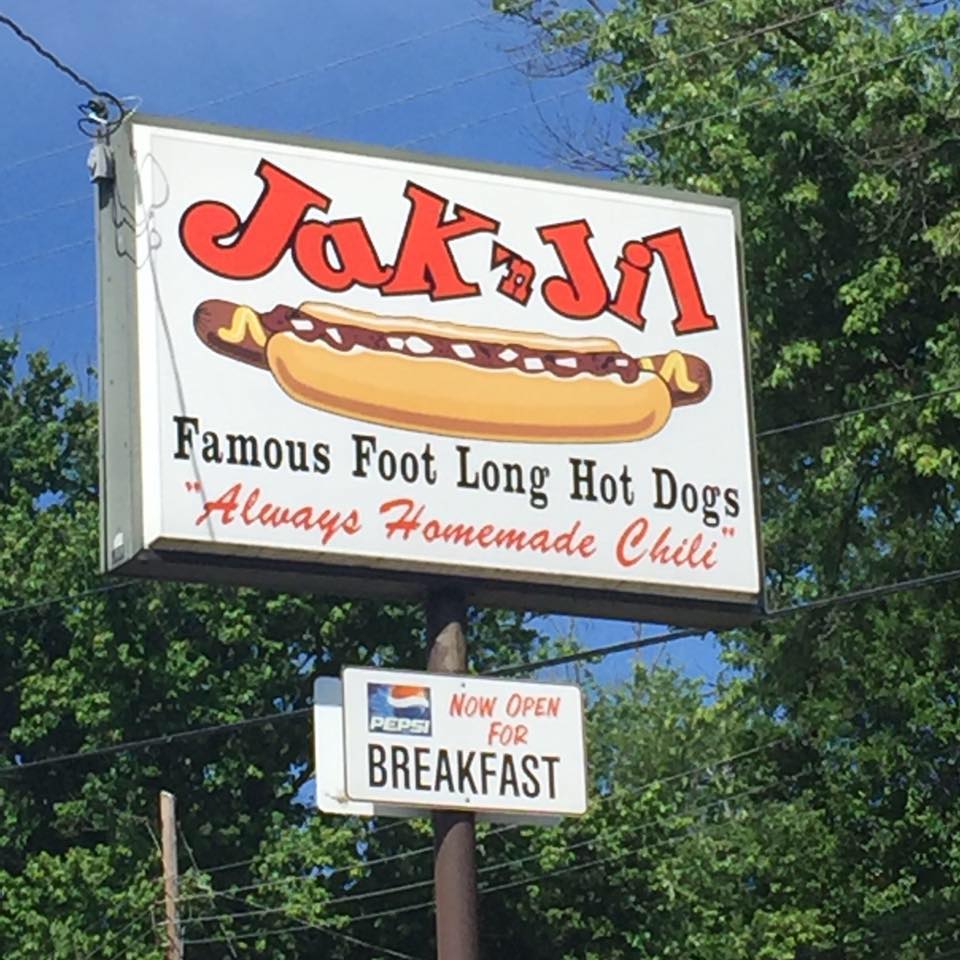 JaK 'n Jil
Famous Foot Long Hot Dogs
"Always Homemade Chili"
PEPSI
NOW OPEN
FOR
BREAKFAST